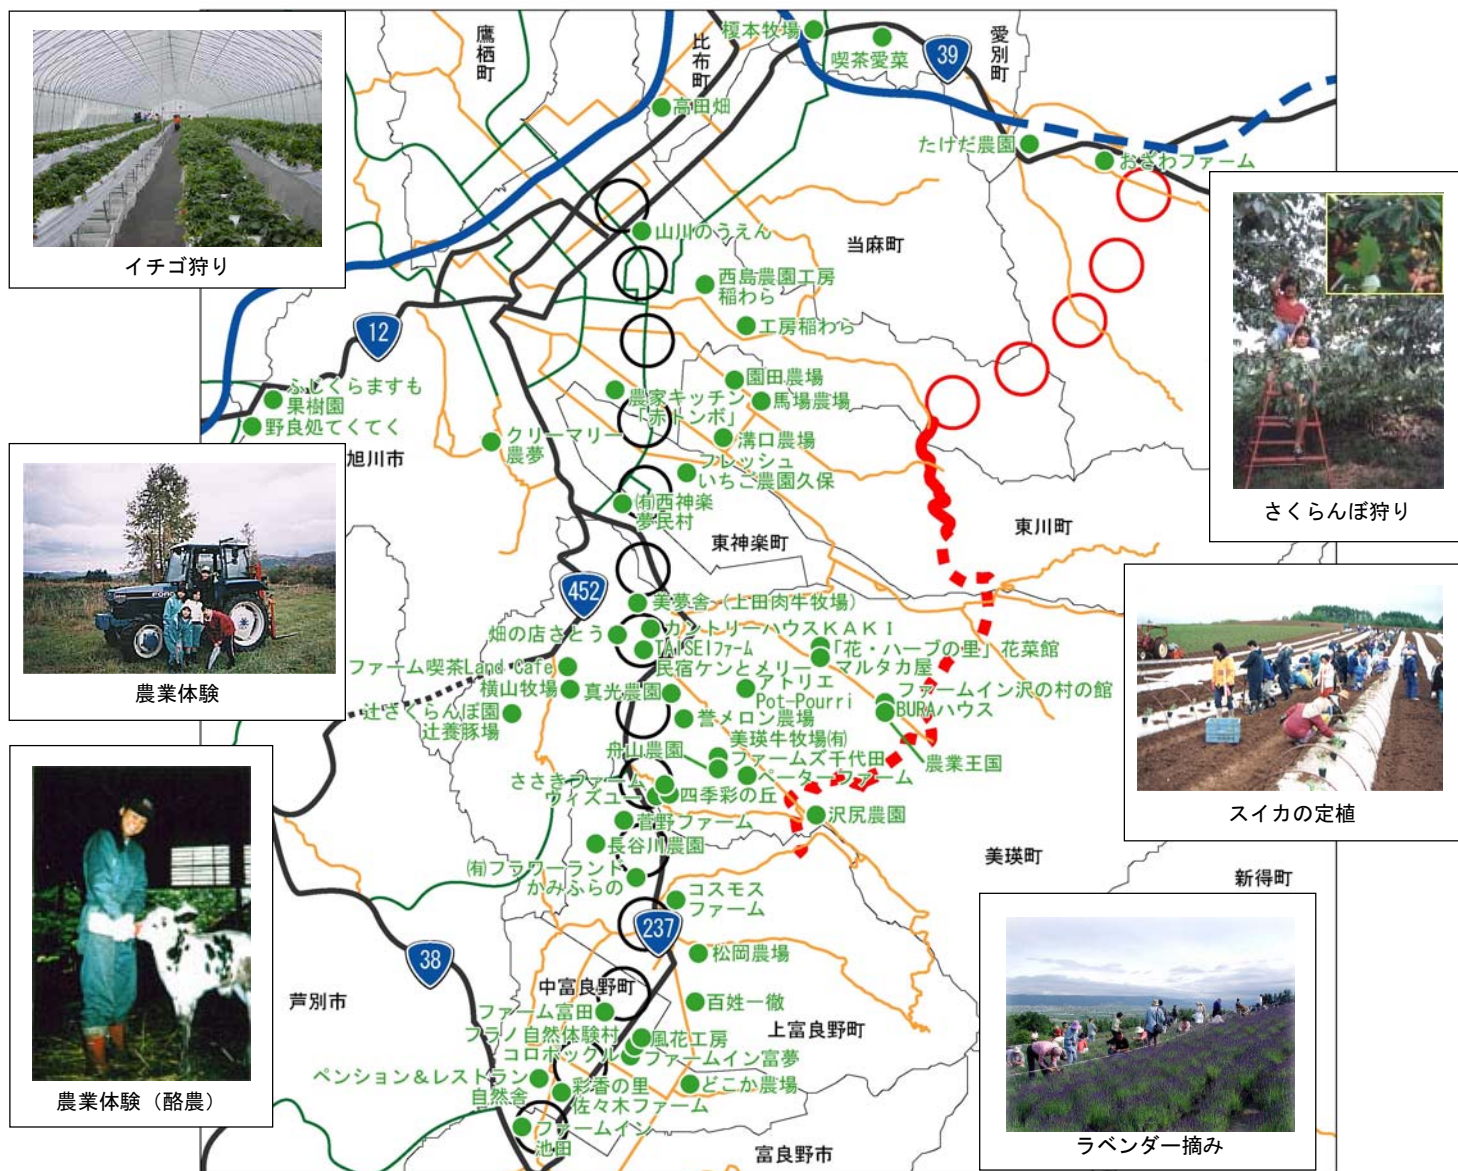 榎本牧場
喫茶愛菜
39
愛別町
鷹栖町
比布町
高田畑
たけだ農園
おざわファーム
イチゴ狩り
山川のうえん
当麻町
西島農園工房
稲わら
工房稲わら
12
ふじくらますも
果樹園
野良処てくてく
旭川市
クリーマリー
農夢
農家キッチン
「赤トンボ」
園田農場
馬場農場
溝口農場
フレッシュ
いちご農園久保
㈲西神楽
夢民村
東神楽町
東川町
さくらんぼ狩り
農業体験
452
美夢舎（上田肉牛牧場）
畑の店さとう
カントリーハウスKAKI
TAISEIファーム
「花・ハーブの里」花菜館
ファーム喫茶Land Cafe
民宿ケンとメリー
マルタカ屋
横山牧場
真光農園
アトリエ
Pot-Pourri
ファームイン沢の村の館
BURAハウス
辻さくらんぼ園
辻養豚場
誉メロン農場
美瑛牛牧場㈲
舟山農園
ファームズ千代田
農業王国
ささきファーム
ペーターファーム
ウィズユー
四季彩の丘
スイカの定植
菅野ファーム
沢尻農園
長谷川農園
美瑛町
新得町
㈲フラワーランド
かみふらの
コスモス
ファーム
237
38
松岡農場
芦別市
中富良野町
百姓一徹
上富良野町
ファーム富田
フラノ自然体験村
風花工房
コロボックル
ファームイン富夢
ペンション＆レストラン
自然舎
彩香の里
佐々木ファーム
どこか農場
ファームイン
池田
富良野市
農業体験（酪農）
ラベンダー摘み